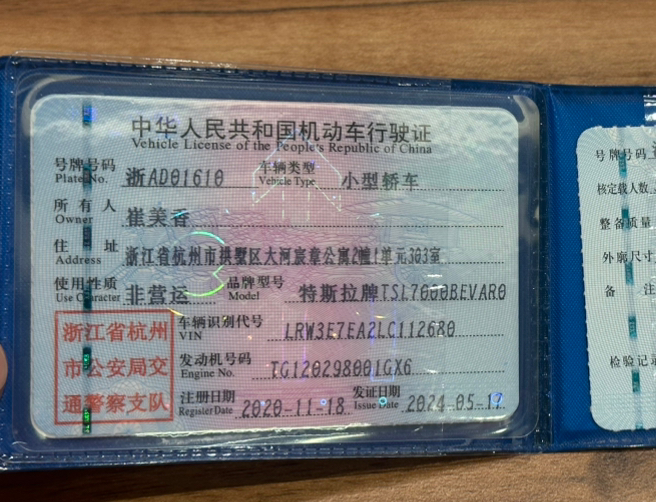 中华人民共和国机动车行驶证
Vehicle License of the People's Republic of China
号牌号码 浙AD01610 车辆类型 小型轿车
Plate No. Vehicle Type
所有人 崔美香
Owner
住址 浙江省杭州市拱墅区大河宸章公寓2幢1单元303室
Address
使用性质 非营运 品牌型号 特斯拉牌TSL7000BEVAR0
Use Character Model
浙江省杭州
市公安局交
通警察支队
车辆识别代号 LRW3E7EA2LC112680
VIN
发动机号码 TG120298001GX6
Engine No.
注册日期 2020-11-18 发证日期 2024-05-17
Register Date Issue Date
号牌号码
核定载人数
整备质量
外廓尺寸
备注
检验记录